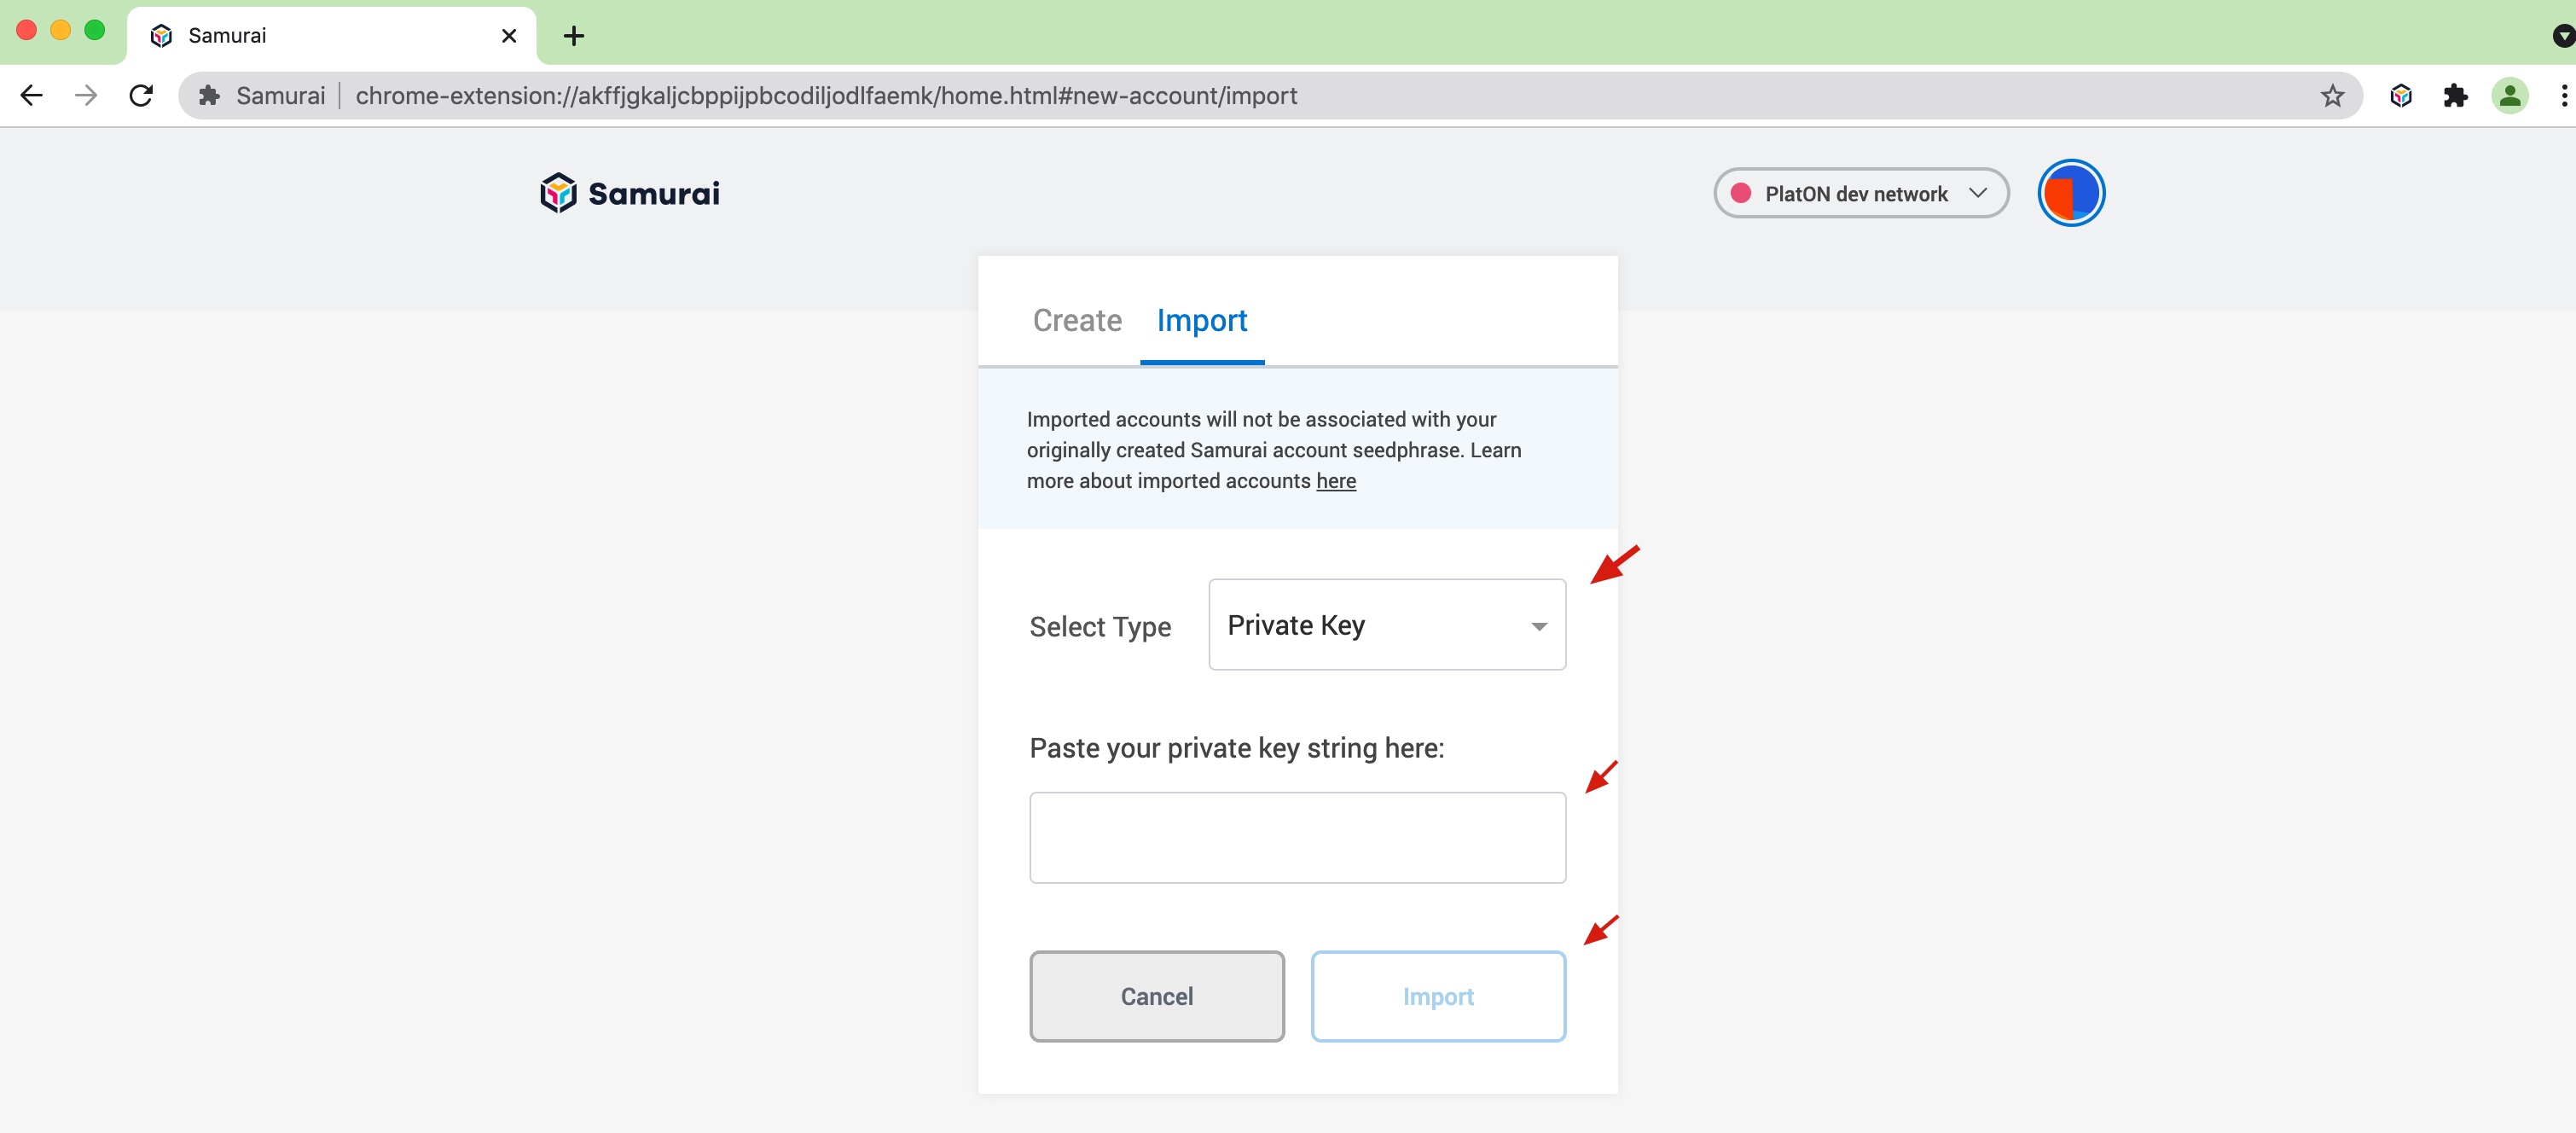 Samurai
Samurai
chrome-extension://akffjgkaljcbppijpbcodiljodlfaemk/home.html#new-account/import
Samurai
PlatON dev network
Create
Import
Imported accounts will not be associated with your
originally created Samurai account seedphrase. Learn
more about imported accounts here
Select Type
Private Key
Paste your private key string here:
Cancel
Import